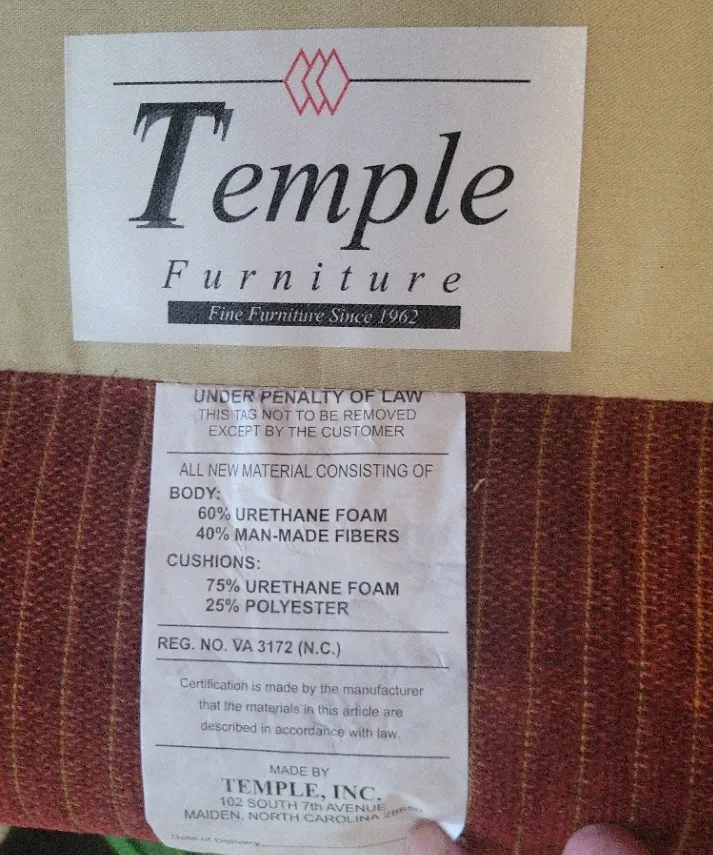 Temple
Furniture
Fine Furniture Since 1962
UNDER PENALTY OF LAW
THIS TAG NOT TO BE REMOVED
EXCEPT BY THE CUSTOMER
ALL NEW MATERIAL CONSISTING OF
BODY:
60% URETHANE FOAM
40% MAN-MADE FIBERS
CUSHIONS:
75% URETHANE FOAM
25% POLYESTER
REG. NO. VA 3172 (N.C.)
Certification is made by the manufacturer
that the materials in this article are
described in accordance with law.
MADE BY
TEMPLE, INC.
102 SOUTH 7th AVENUE
MAIDEN, NORTH CAROLINA
Date of Delivery